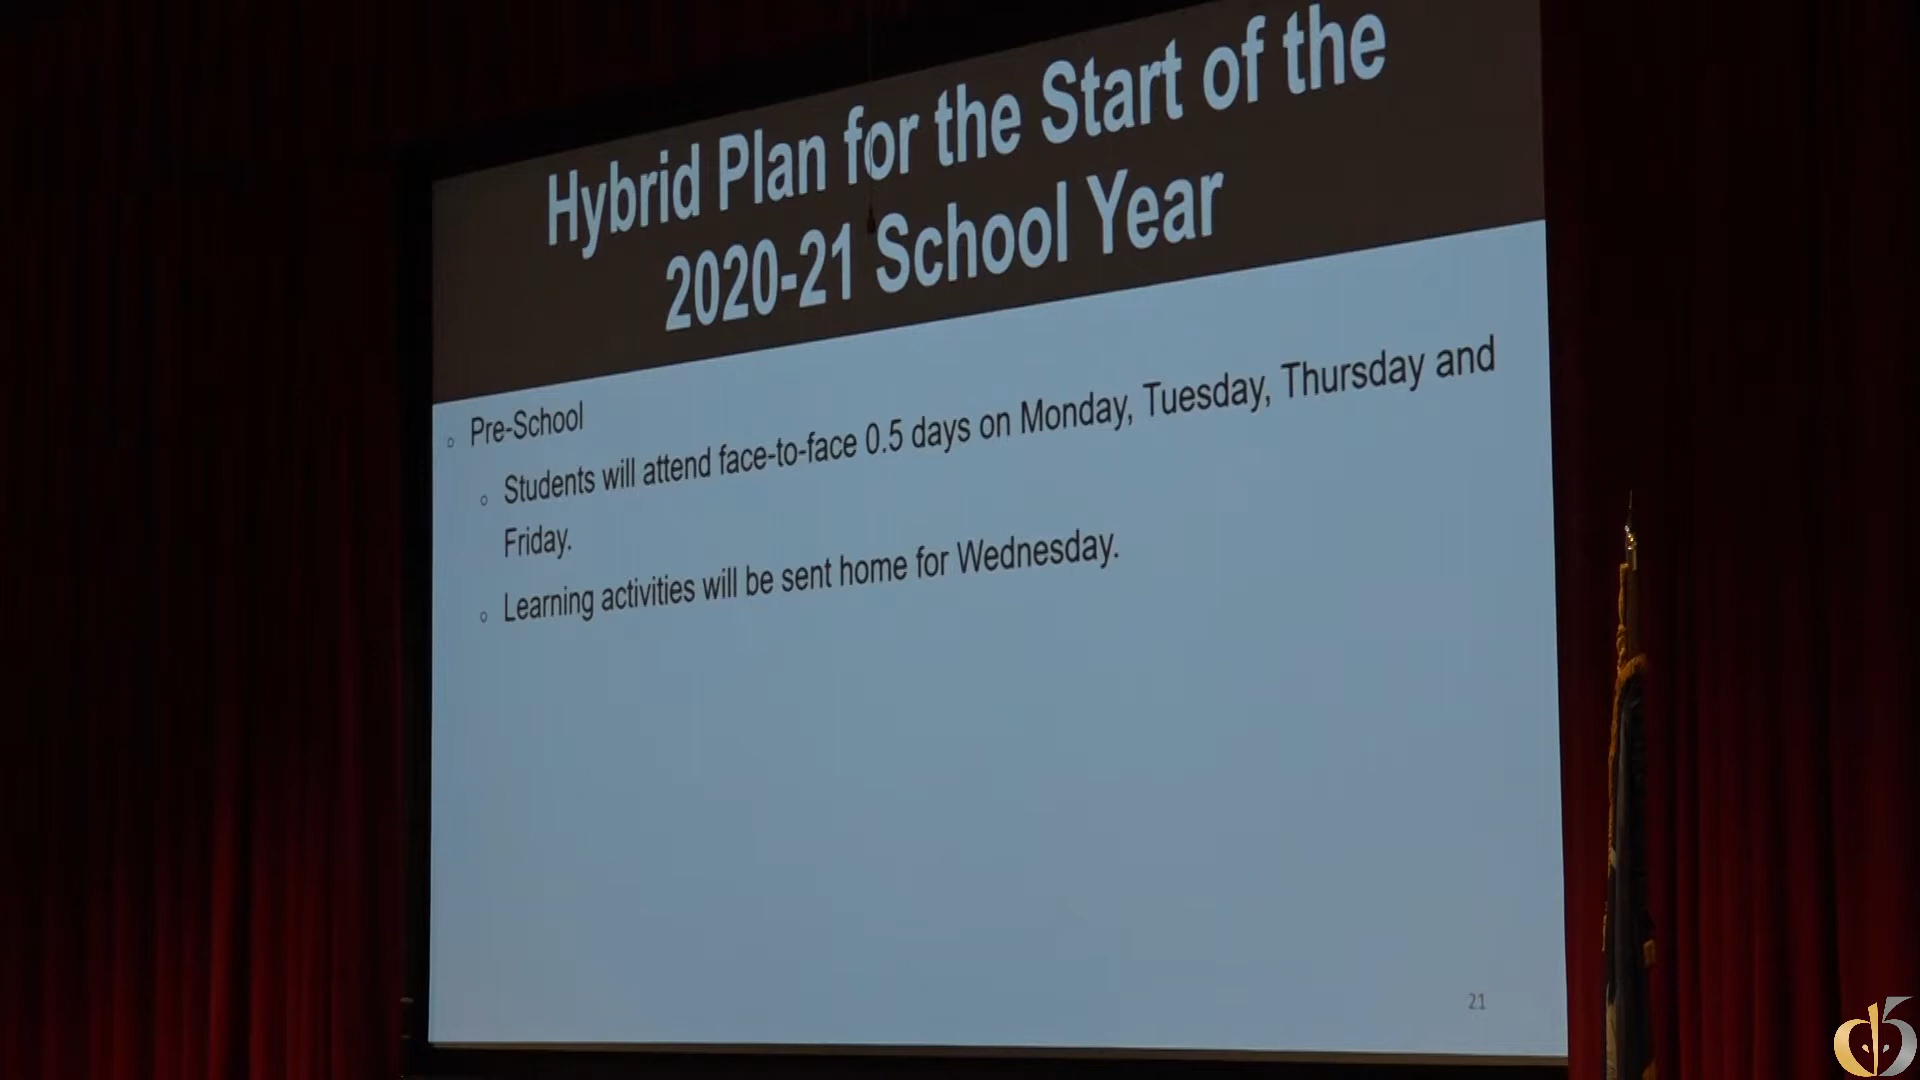 Hybrid Plan for the Start of the
2020-21 School Year
◦ Pre-School
◦ Students will attend face-to-face 0.5 days on Monday, Tuesday, Thursday and
Friday.
◦ Learning activities will be sent home for Wednesday.
21